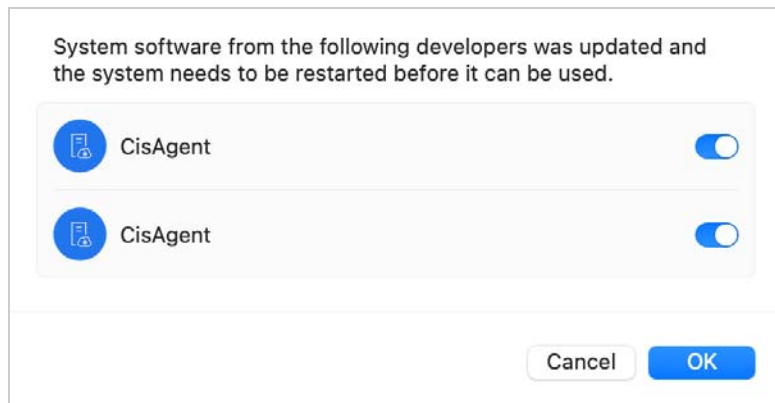 System software from the following developers was updated and
the system needs to be restarted before it can be used.
CisAgent
CisAgent
Cancel
OK